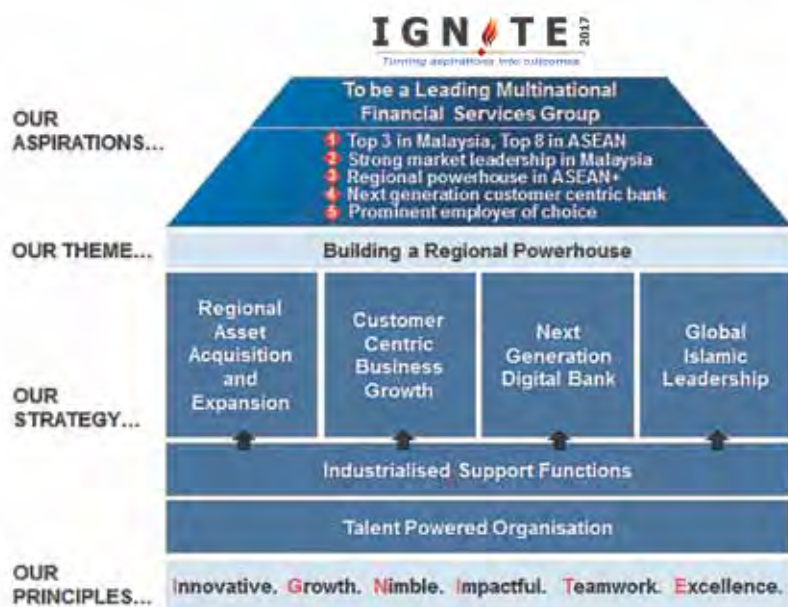 IGNITE 2017
Turning aspirations into outcomes
OUR
ASPIRATIONS...
To be a Leading Multinational
Financial Services Group
1 Top 3 in Malaysia, Top 8 in ASEAN
2 Strong market leadership in Malaysia
3 Regional powerhouse in ASEAN+
4 Next generation customer centric bank
5 Prominent employer of choice
OUR THEME...
Building a Regional Powerhouse
OUR
STRATEGY...
Regional
Asset
Acquisition
and
Expansion
Customer
Centric
Business
Growth
Next
Generation
Digital Bank
Global
Islamic
Leadership
Industrialised Support Functions
Talent Powered Organisation
OUR
PRINCIPLES...
Innovative. Growth. Nimble. Impactful. Teamwork. Excellence.